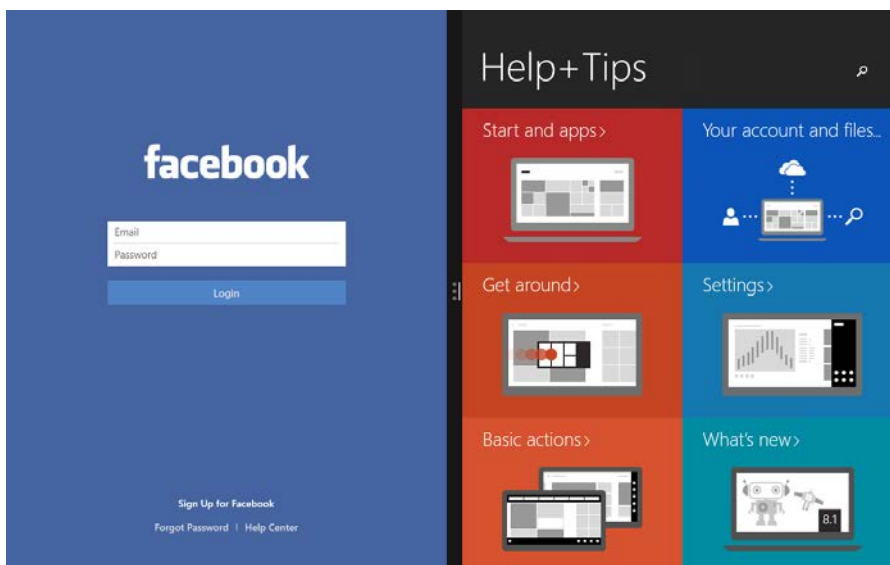 facebook
Email
Password
Login
Sign Up for Facebook
Forgot Password | Help Center
Help+Tips
Start and apps>
Your account and files...
Get around>
Settings>
Basic actions>
What's new>
8.1